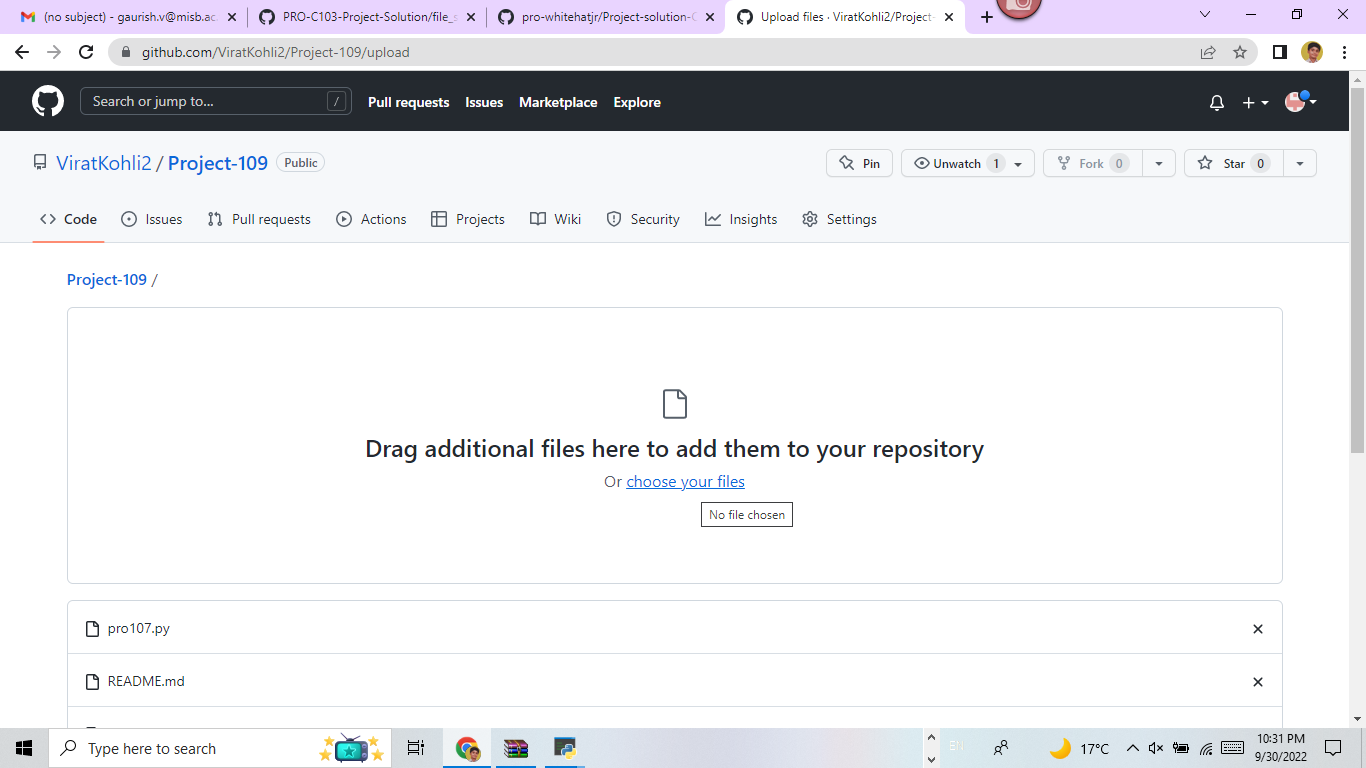 (no subject) - gaurish.v@misb.ac.
PRO-C103-Project-Solution/file_s
pro-whitehatjr/Project-solution-C
Upload files · ViratKohli2/Project-
github.com/ViratKohli2/Project-109/upload
Search or jump to... /
Pull requests
Issues
Marketplace
Explore
ViratKohli2 / Project-109 Public
Pin
Unwatch 1
Fork 0
Star 0
Code
Issues
Pull requests
Actions
Projects
Wiki
Security
Insights
Settings
Project-109 /
Drag additional files here to add them to your repository
Or choose your files
No file chosen
pro107.py
README.md
Type here to search
EN
17°C
10:31 PM
9/30/2022